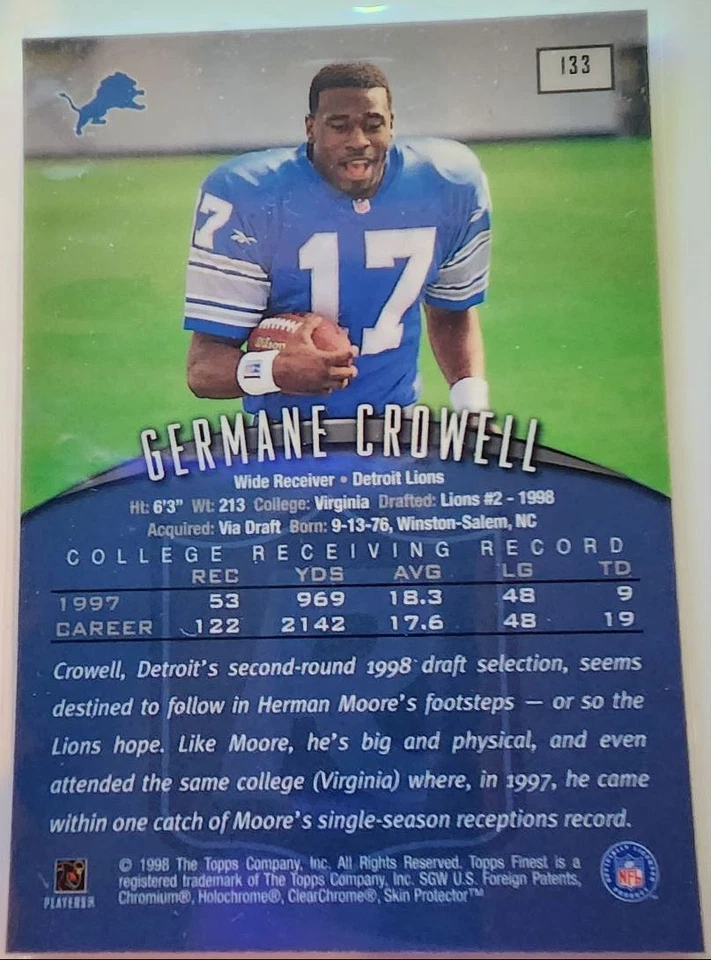 133
17
17
Wilson
GERMANE CROWELL
Wide Receiver • Detroit Lions
Ht: 6'3" Wt: 213 College: Virginia Drafted: Lions #2 - 1998
Acquired: Via Draft Born: 9-13-76, Winston-Salem, NC
COLLEGE RECEIVING RECORD
REC YDS AVG LG TD
1997 53 969 18.3 48 9
CAREER 122 2142 17.6 48 19
Crowell, Detroit's second-round 1998 draft selection, seems
destined to follow in Herman Moore's footsteps — or so the
Lions hope. Like Moore, he's big and physical, and even
attended the same college (Virginia) where, in 1997, he came
within one catch of Moore's single-season receptions record.
© 1998 The Topps Company, Inc. All Rights Reserved. Topps Finest is a
registered trademark of The Topps Company, Inc. SGW U.S. Foreign Patents,
Chromium®, Holochrome®, ClearChrome®, Skin Protector™
PLAYERS
NFL